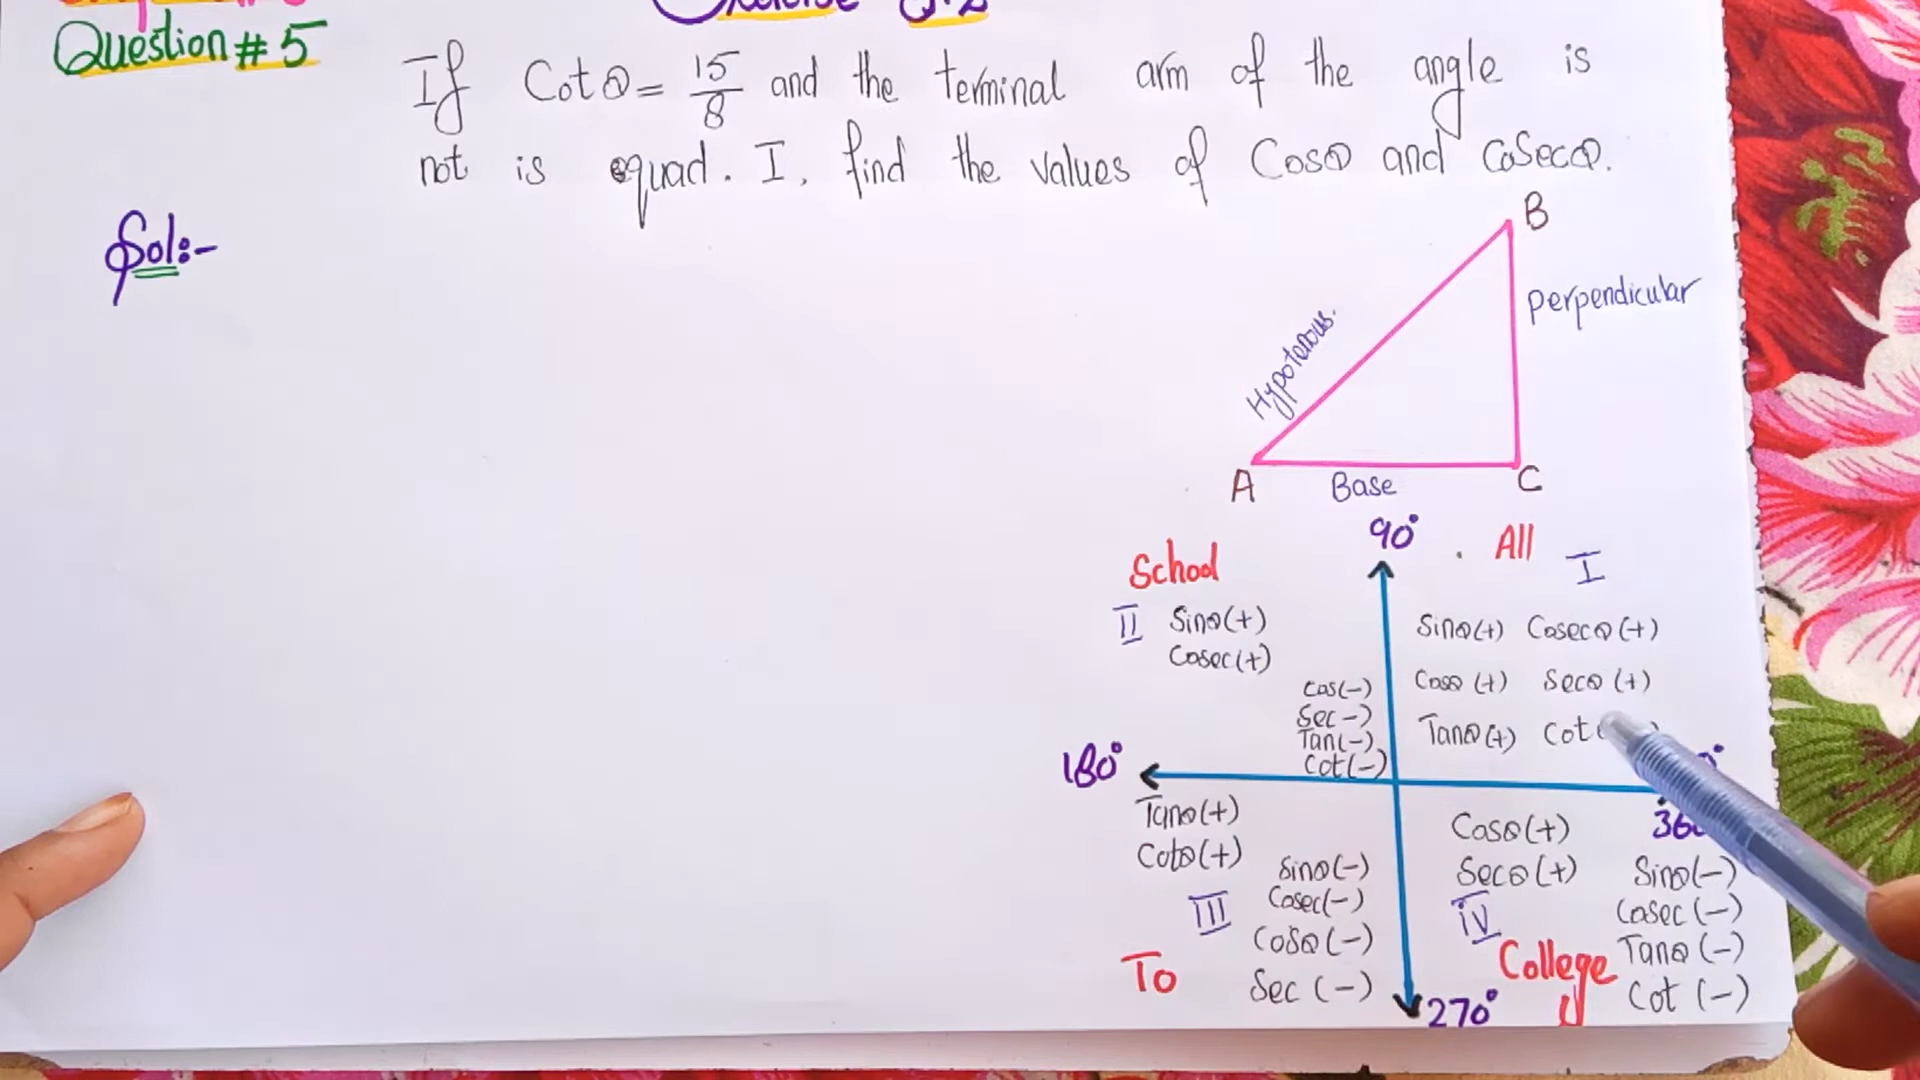 Question # 5
If Cotθ = 15/8 and the terminal arm of the angle is
not is quad. I, find the values of Cosθ and Cosecθ.
Sol:-
B
Perpendicular
Hypotenous.
A
Base
C
90°
All
I
School
II Sinθ(+)
Cosec(+)
Cos(-)
Sec-)
Tan(-)
Cot(-)
Sinθ(+) Cosecθ(+)
Cosθ (+) Secθ (+)
Tanθ(+) Cot
180°
Tanθ(+)
Cotθ(+)
III
Sinθ(-)
Cosec(-)
Cosθ(-)
Sec (-)
To
Cosθ(+)
Secθ(+)
IV
Sinθ(-)
Cosec(-)
Tanθ(-)
Cot (-)
College
270°